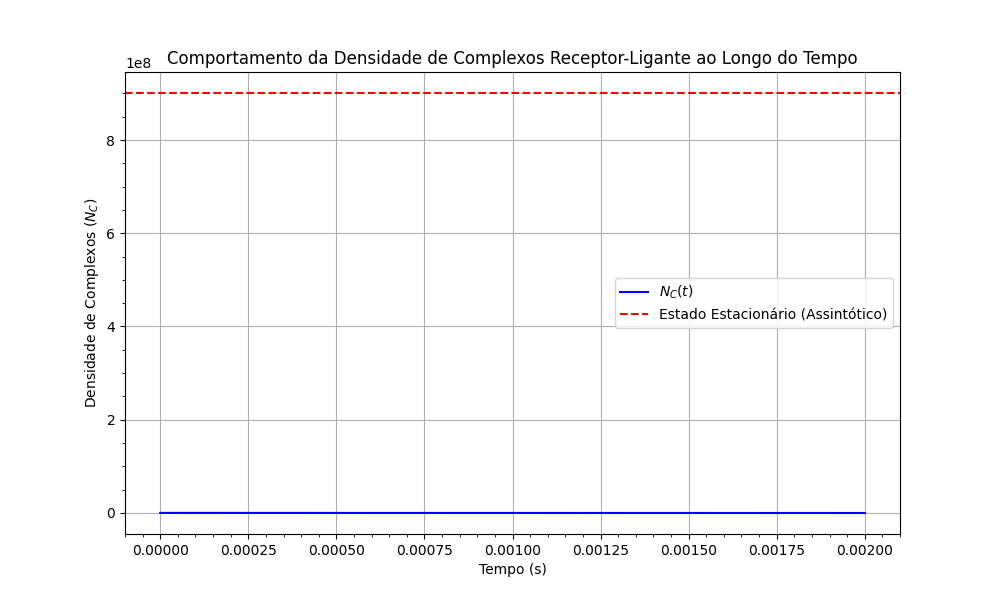 Comportamento da Densidade de Complexos Receptor-Ligante ao Longo do Tempo
1e8
8
6
4
2
0
Densidade de Complexos ($N_C$)
$N_C(t)$
Estado Estacionário (Assintótico)
0.00000 0.00025 0.00050 0.00075 0.00100 0.00125 0.00150 0.00175 0.00200
Tempo (s)